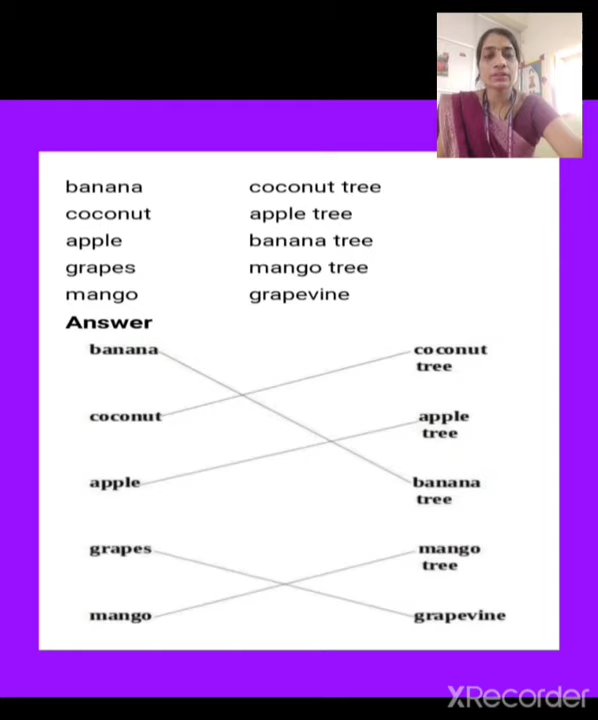 banana coconut tree
coconut apple tree
apple banana tree
grapes mango tree
mango grapevine
Answer
banana coconut
tree
coconut apple
tree
apple banana
tree
grapes mango
tree
mango grapevine
XRecorder